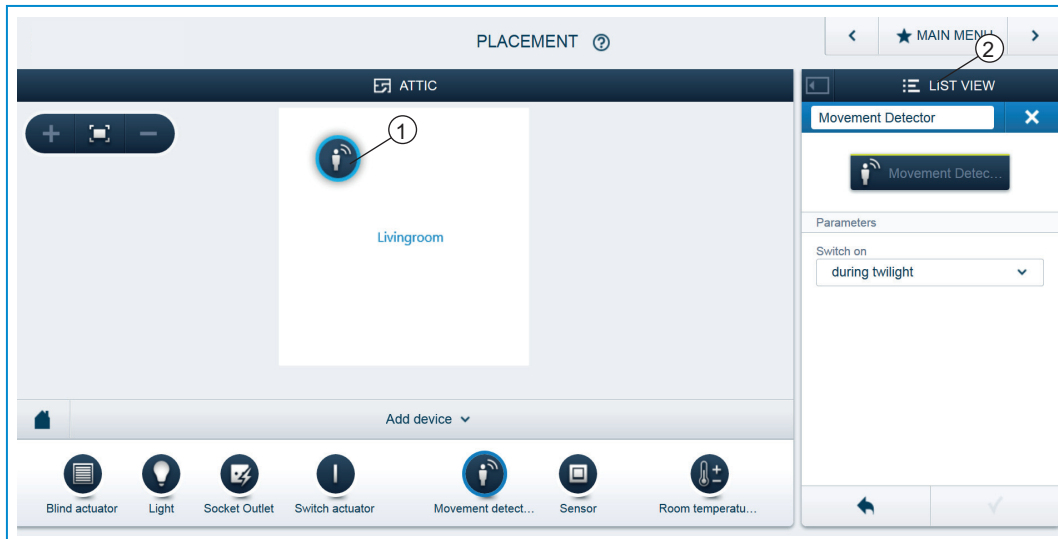 PLACEMENT ?
MAIN MENU
2
ATTIC
LIST VIEW
1
Movement Detector
Movement Detec...
Livingroom
Parameters
Switch on
during twilight
Add device
Blind actuator
Light
Socket Outlet
Switch actuator
Movement detect...
Sensor
Room temperatu...